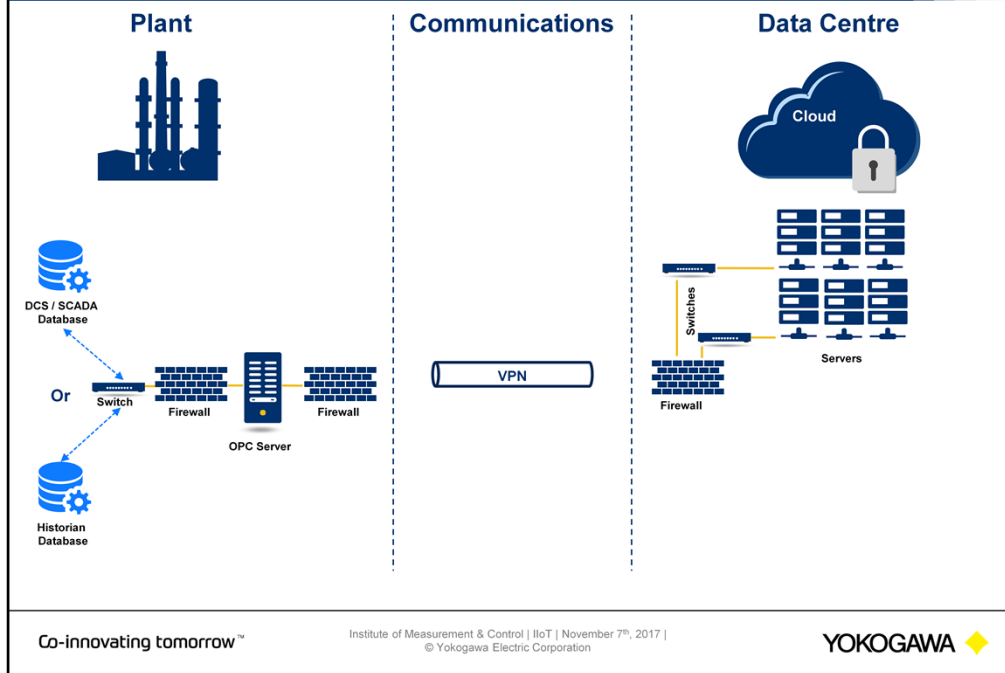 Plant
Communications
Data Centre
Cloud
DCS / SCADA
Database
Or
Switch
Firewall
OPC Server
Firewall
Historian
Database
VPN
Switches
Firewall
Servers
Co-innovating tomorrow™
Institute of Measurement & Control | IIoT | November 7th, 2017 |
© Yokogawa Electric Corporation
YOKOGAWA